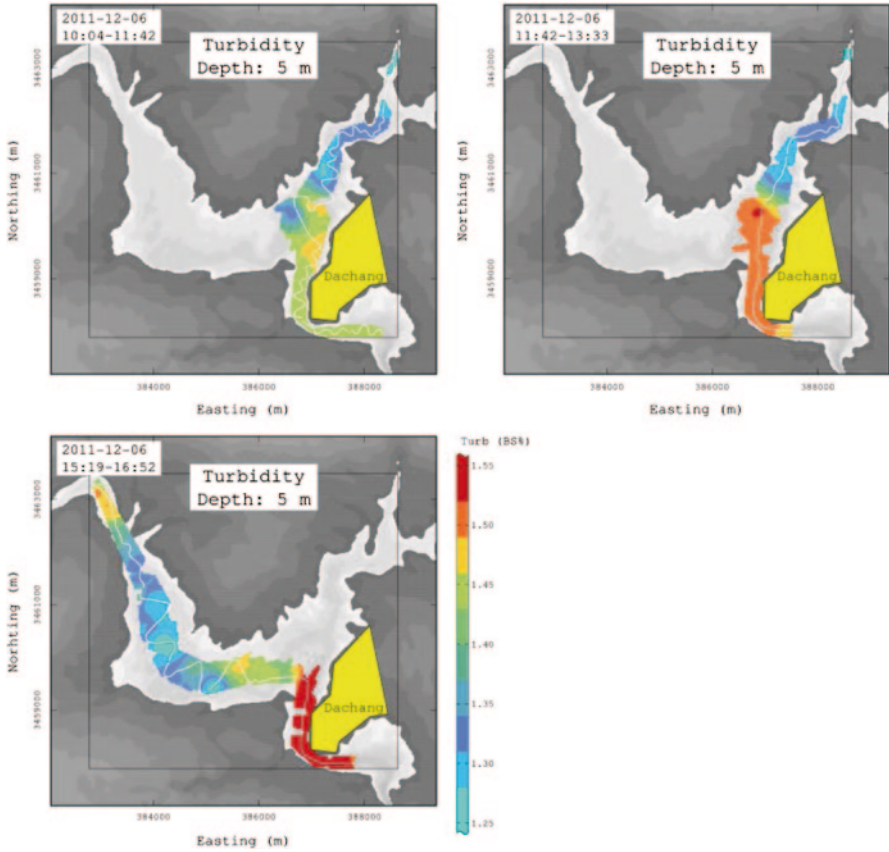 2011-12-06
10:04-11:42
Turbidity
Depth: 5 m
3463000
3461000
3459000
Northing (m)
Dachang
384000
386000
388000
Easting (m)
2011-12-06
11:42-13:33
Turbidity
Depth: 5 m
3463000
3461000
3459000
Northing (m)
Dachang
384000
386000
388000
Easting (m)
2011-12-06
15:19-16:52
Turbidity
Depth: 5 m
3463000
3461000
3459000
Norhting (m)
Dachang
384000
386000
388000
Easting (m)
Turb (BS%)
1.55
1.50
1.45
1.40
1.35
1.30
1.25